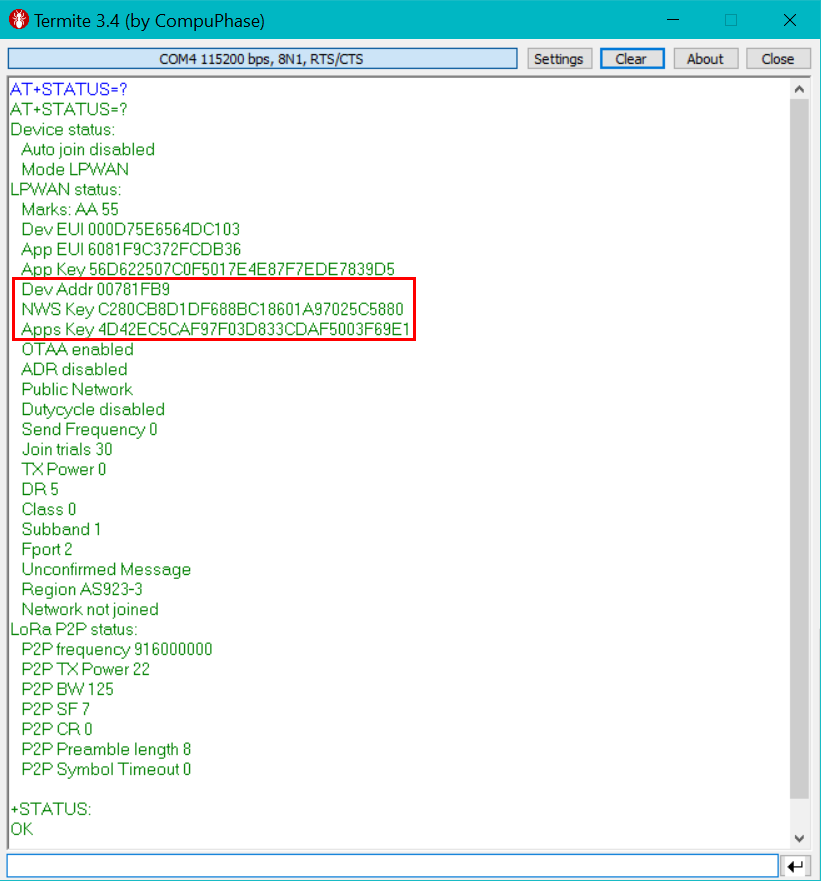 Termite 3.4 (by CompuPhase)
COM4 115200 bps, 8N1, RTS/CTS
Settings
Clear
About
Close
AT+STATUS=?
AT+STATUS=?
Device status:
Auto join disabled
Mode LPWAN
LPWAN status:
Marks: AA 55
Dev EUI 000D75E6564DC103
App EUI 6081F9C372FCDB36
App Key 56D622507C0F5017E4E87F7EDE7839D5
Dev Addr 00781FB9
NWS Key C280CB8D1DF688BC18601A97025C5880
Apps Key 4D42EC5CAF97F03D833CDAF5003F69E1
OTAA enabled
ADR disabled
Public Network
Dutycycle disabled
Send Frequency 0
Join trials 30
TX Power 0
DR 5
Class 0
Subband 1
Fport 2
Unconfirmed Message
Region AS923-3
Network not joined
LoRa P2P status:
P2P frequency 916000000
P2P TX Power 22
P2P BW 125
P2P SF 7
P2P CR 0
P2P Preamble length 8
P2P Symbol Timeout 0
+STATUS:
OK